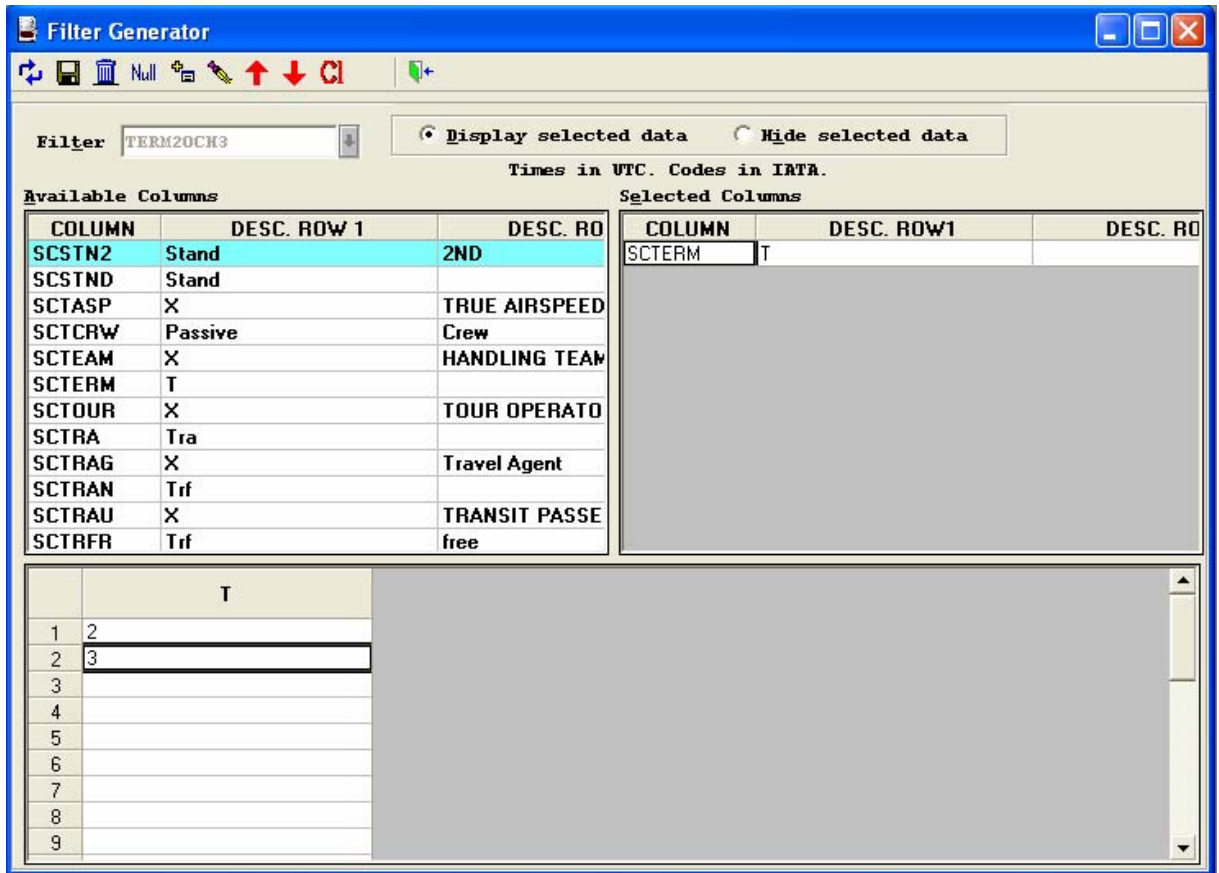 Filter Generator
Null Cl
Filter TERM2OCH3 Display selected data Hide selected data
Times in UTC. Codes in IATA.
Available Columns Selected Columns
COLUMN DESC. ROW 1 DESC. RO COLUMN DESC. ROW1 DESC. RO
SCSTN2 Stand 2ND SCTERM T
SCSTND Stand
SCTASP X TRUE AIRSPEED
SCTCRW Passive Crew
SCTEAM X HANDLING TEAM
SCTERM T
SCTOUR X TOUR OPERATO
SCTRA Tra
SCTRAG X Travel Agent
SCTRAN Trf
SCTRAU X TRANSIT PASSE
SCTRFR Trf free
T
1 2
2 3
3
4
5
6
7
8
9